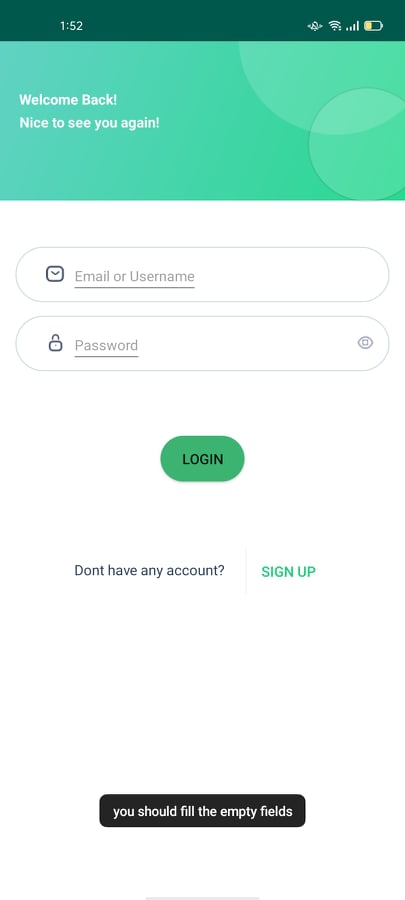 1:52
Welcome Back!
Nice to see you again!
Email or Username
Password
LOGIN
Dont have any account?
SIGN UP
you should fill the empty fields